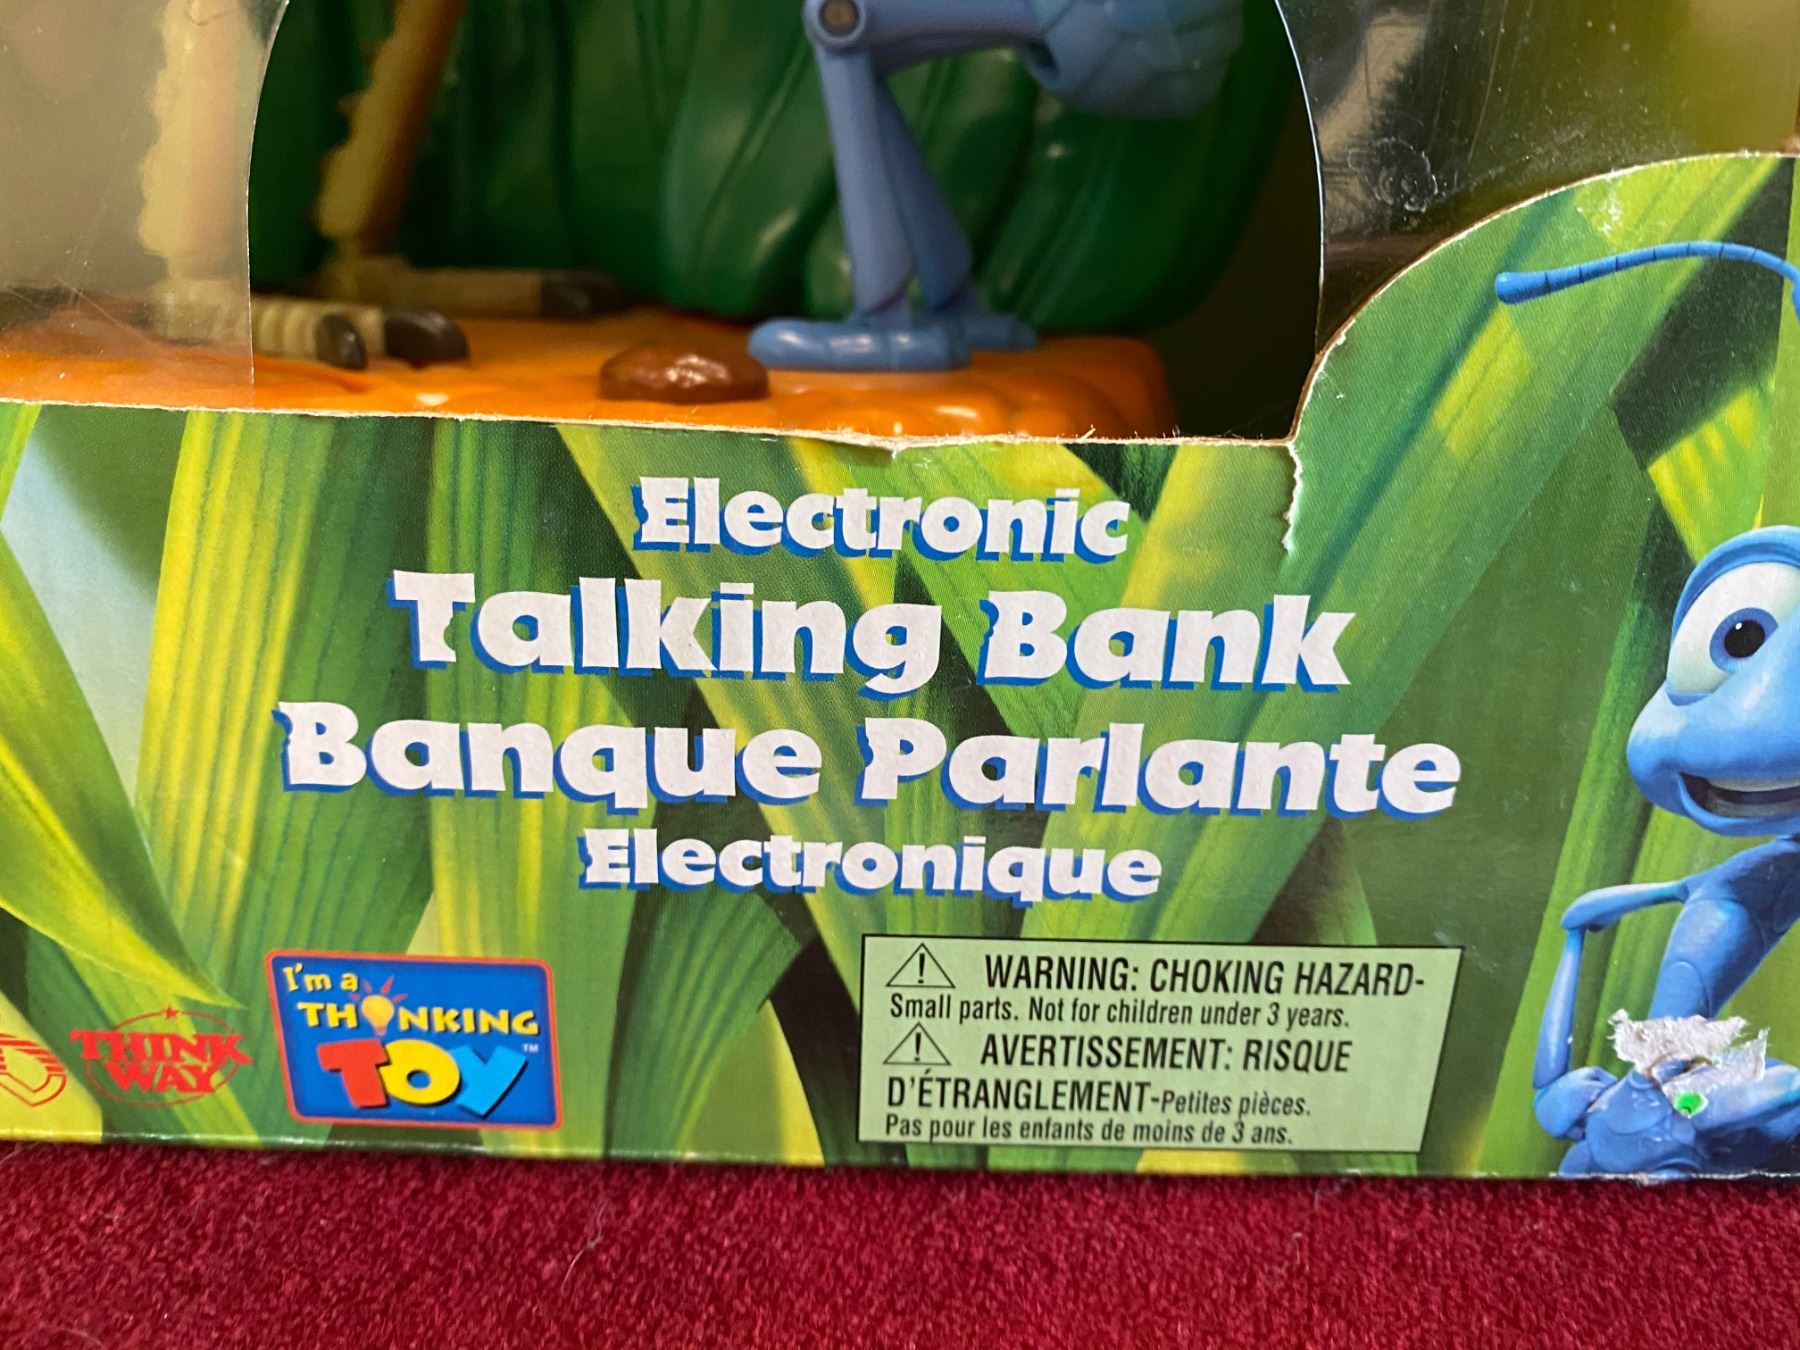 Electronic
Talking Bank
Banque Parlante
Electronique
I'm a
THINKING
TOY™
THINK
WAY
WARNING: CHOKING HAZARD-
Small parts. Not for children under 3 years.
AVERTISSEMENT: RISQUE
D'ÉTRANGLEMENT-Petites pièces.
Pas pour les enfants de moins de 3 ans.